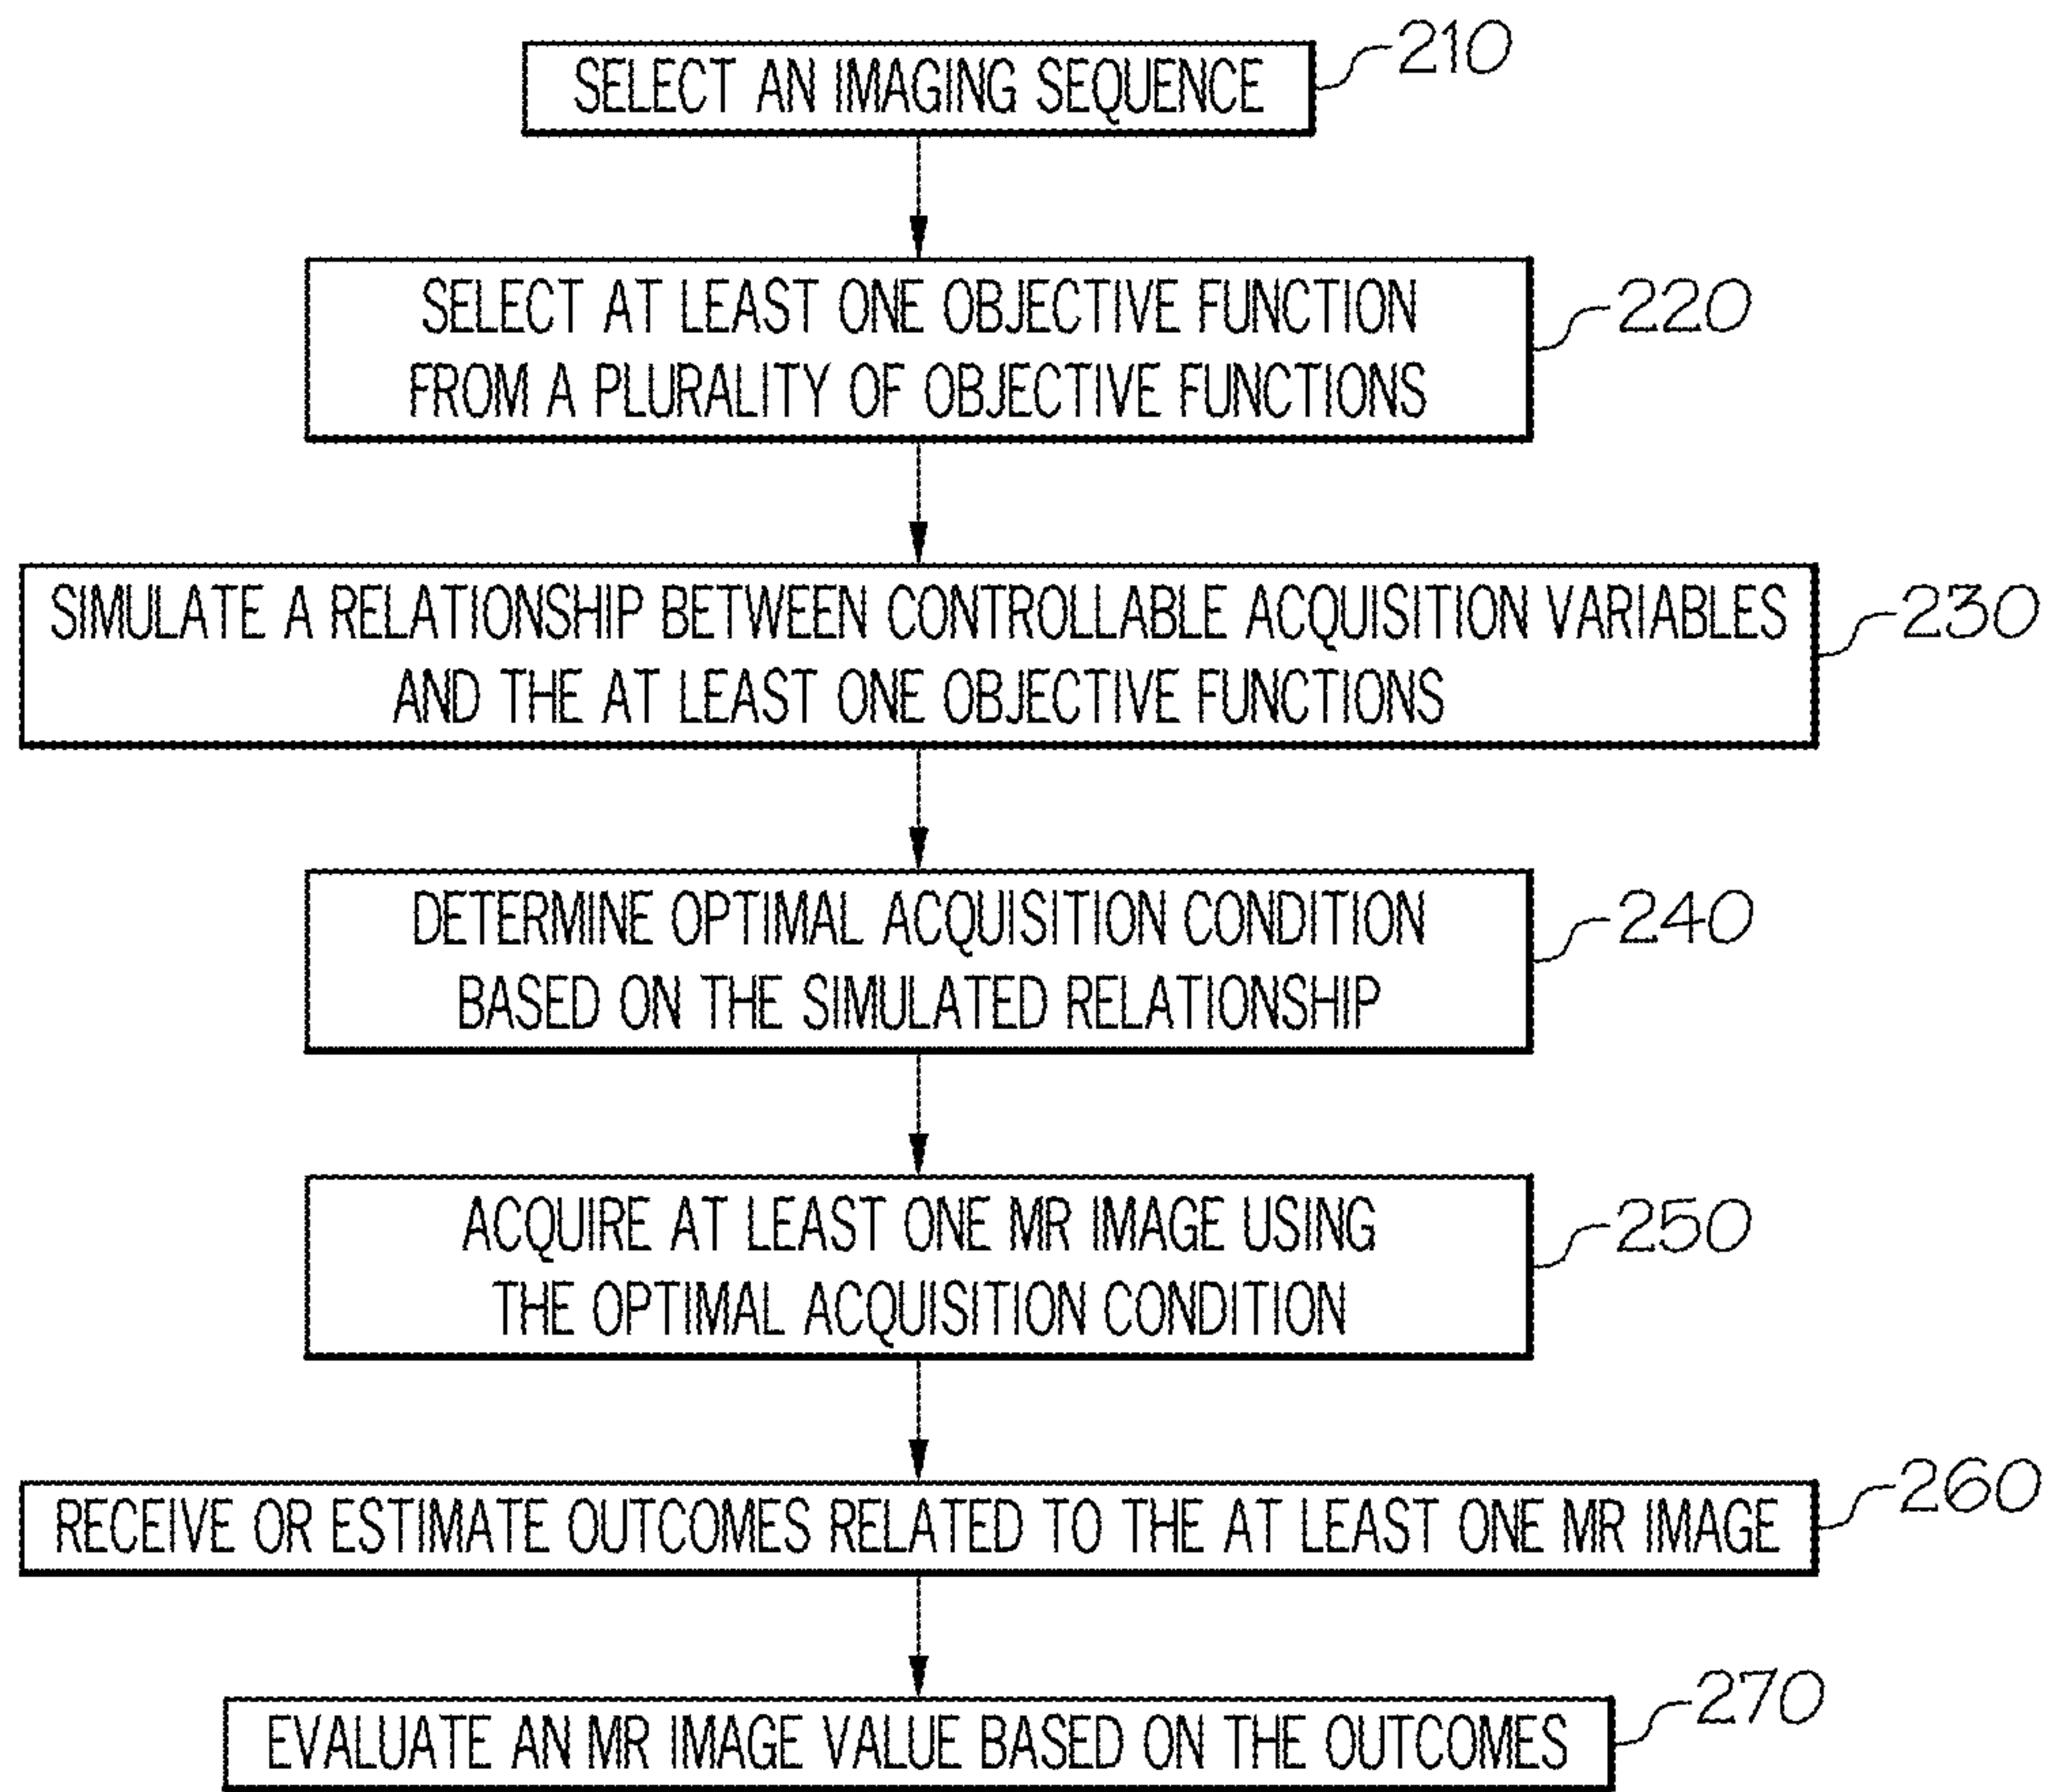 SELECT AN IMAGING SEQUENCE
210
SELECT AT LEAST ONE OBJECTIVE FUNCTION
FROM A PLURALITY OF OBJECTIVE FUNCTIONS
220
SIMULATE A RELATIONSHIP BETWEEN CONTROLLABLE ACQUISITION VARIABLES
AND THE AT LEAST ONE OBJECTIVE FUNCTIONS
230
DETERMINE OPTIMAL ACQUISITION CONDITION
BASED ON THE SIMULATED RELATIONSHIP
240
ACQUIRE AT LEAST ONE MR IMAGE USING
THE OPTIMAL ACQUISITION CONDITION
250
RECEIVE OR ESTIMATE OUTCOMES RELATED TO THE AT LEAST ONE MR IMAGE
260
EVALUATE AN MR IMAGE VALUE BASED ON THE OUTCOMES
270